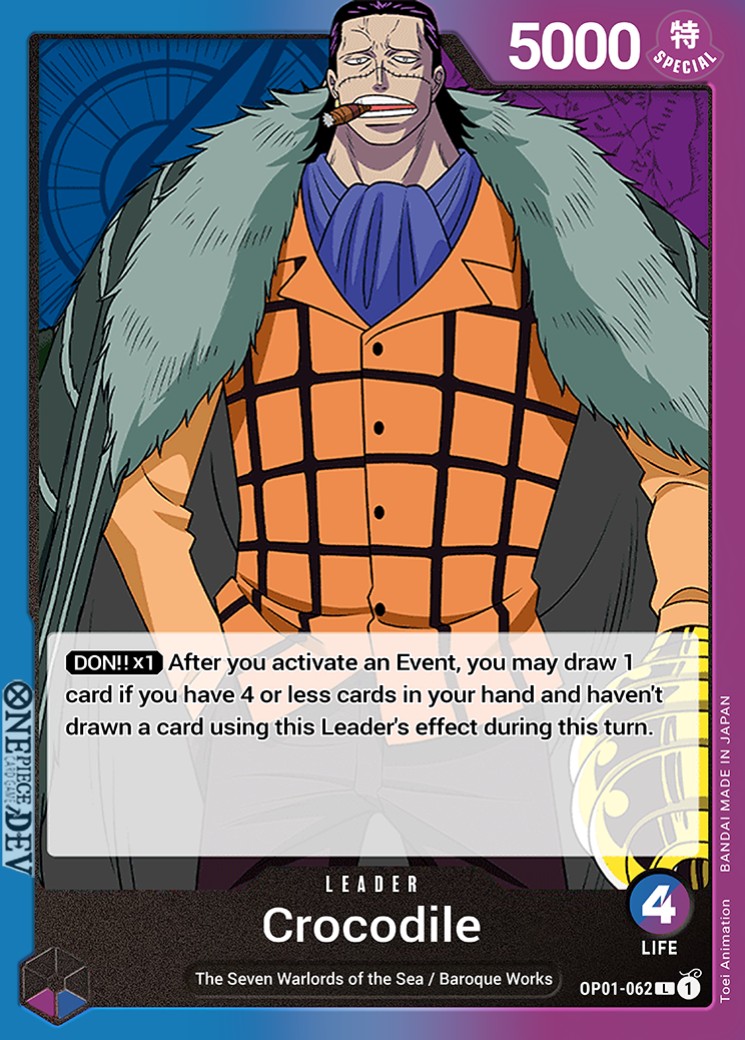 5000
特
SPECIAL
DON!! x1 After you activate an Event, you may draw 1
card if you have 4 or less cards in your hand and haven't
drawn a card using this Leader's effect during this turn.
ONE PIECE
CARD GAME
/DEV
BANDAI MADE IN JAPAN
Toei Animation
LEADER
Crocodile
4
LIFE
The Seven Warlords of the Sea / Baroque Works
OP01-062 L 1